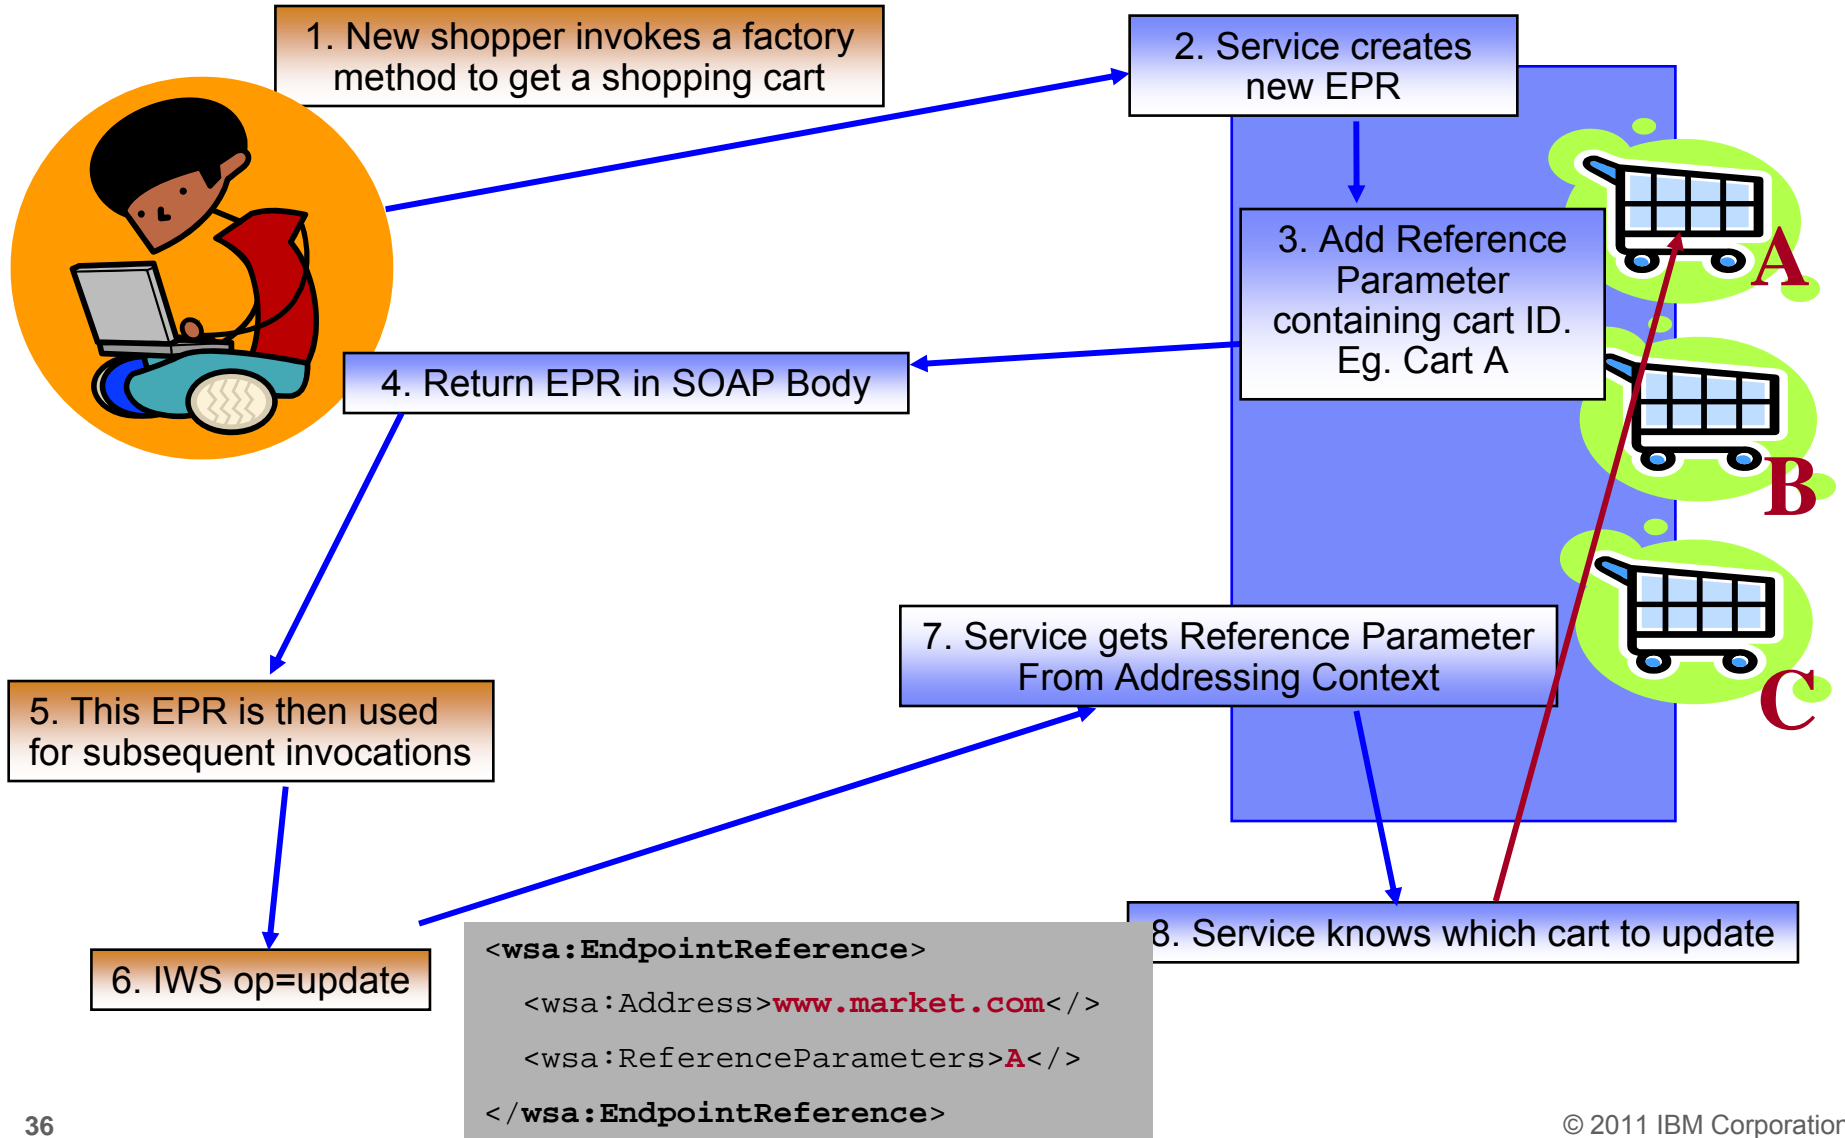 1. New shopper invokes a factory
method to get a shopping cart
2. Service creates
new EPR
3. Add Reference
Parameter
containing cart ID.
Eg. Cart A
A
4. Return EPR in SOAP Body
B
5. This EPR is then used
for subsequent invocations
7. Service gets Reference Parameter
From Addressing Context
C
6. IWS op=update
8. Service knows which cart to update
<wsa:EndpointReference>
<wsa:Address>www.market.com</>
<wsa:ReferenceParameters>A</>
</wsa:EndpointReference>
36
© 2011 IBM Corporation